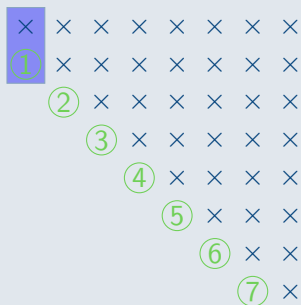 × × × × × × × ×
① × × × × × × ×
② × × × × × ×
③ × × × × ×
④ × × × ×
⑤ × × ×
⑥ × ×
⑦ ×